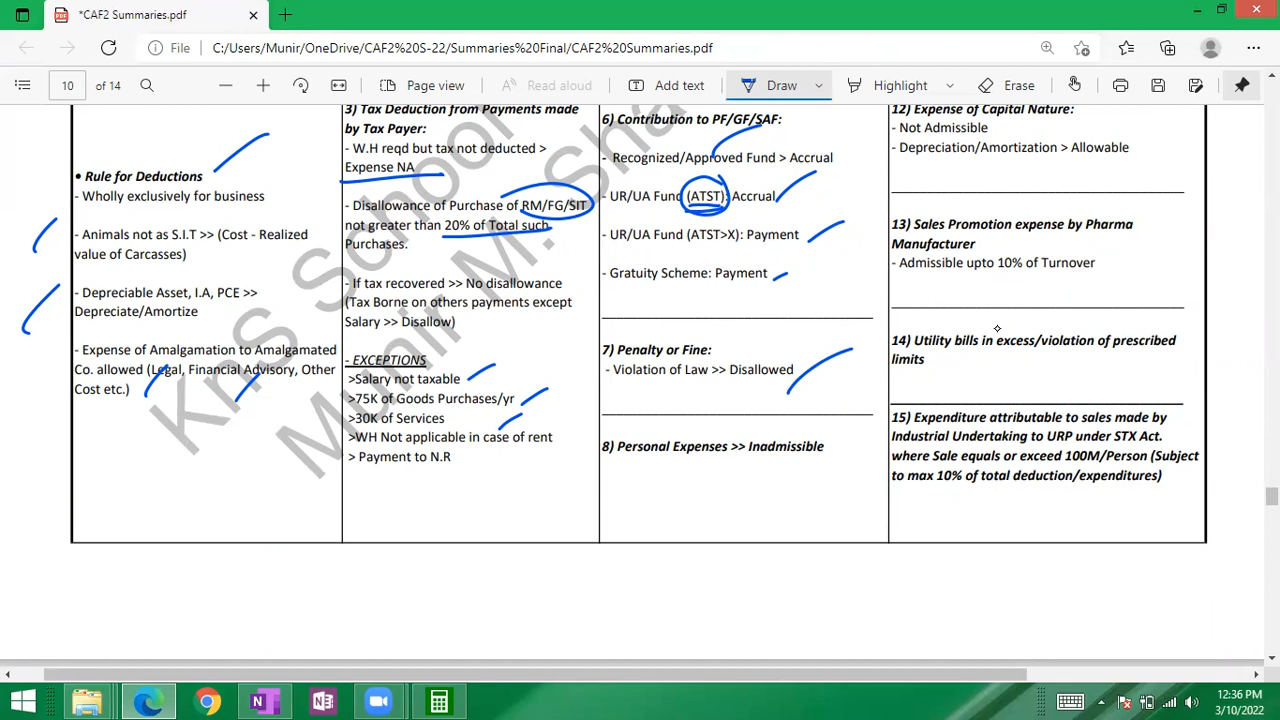 *CAF2 Summaries.pdf
File
C:/Users/Munir/OneDrive/CAF2%20S-22/Summaries%20Final/CAF2%20Summaries.pdf
10 of 14
Page view
Read aloud
Add text
Draw
Highlight
Erase
• Rule for Deductions
- Wholly exclusively for business
- Animals not as S.I.T >> (Cost - Realized
value of Carcasses)
- Depreciable Asset, I.A, PCE >>
Depreciate/Amortize
- Expense of Amalgamation to Amalgamated
Co. allowed (Legal, Financial Advisory, Other
Cost etc.)
3) Tax Deduction from Payments made
by Tax Payer:
- W.H reqd but tax not deducted >
Expense NA
- Disallowance of Purchase of RM/FG/SIT
not greater than 20% of Total such
Purchases.
- If tax recovered >> No disallowance
(Tax Borne on others payments except
Salary >> Disallow)
- EXCEPTIONS
>Salary not taxable
>75K of Goods Purchases/yr
>30K of Services
>WH Not applicable in case of rent
> Payment to N.R
6) Contribution to PF/GF/SAF:
- Recognized/Approved Fund > Accrual
- UR/UA Fund (ATST): Accrual
- UR/UA Fund (ATST>X): Payment
- Gratuity Scheme: Payment
7) Penalty or Fine:
- Violation of Law >> Disallowed
8) Personal Expenses >> Inadmissible
12) Expense of Capital Nature:
- Not Admissible
- Depreciation/Amortization > Allowable
13) Sales Promotion expense by Pharma
Manufacturer
- Admissible upto 10% of Turnover
14) Utility bills in excess/violation of prescribed
limits
15) Expenditure attributable to sales made by
Industrial Undertaking to URP under STX Act.
where Sale equals or exceed 100M/Person (Subject
to max 10% of total deduction/expenditures)
KnS School
Munir M. Sha
12:36 PM
3/10/2022